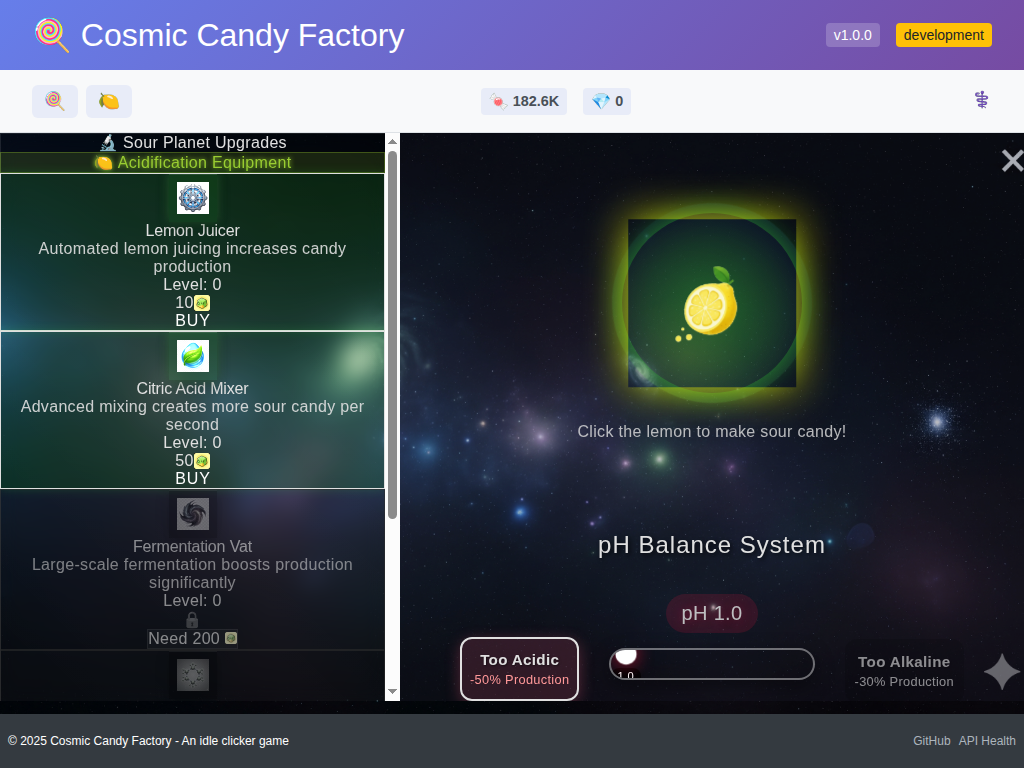 Cosmic Candy Factory
v1.0.0
development
182.6K
0
🔬 Sour Planet Upgrades
🍋 Acidification Equipment
Lemon Juicer
Automated lemon juicing increases candy
production
Level: 0
10
BUY
Citric Acid Mixer
Advanced mixing creates more sour candy per
second
Level: 0
50
BUY
Fermentation Vat
Large-scale fermentation boosts production
significantly
Level: 0
Need 200
Click the lemon to make sour candy!
pH Balance System
pH 1.0
Too Acidic
-50% Production
1.0
Too Alkaline
-30% Production
© 2025 Cosmic Candy Factory - An idle clicker game
GitHub API Health